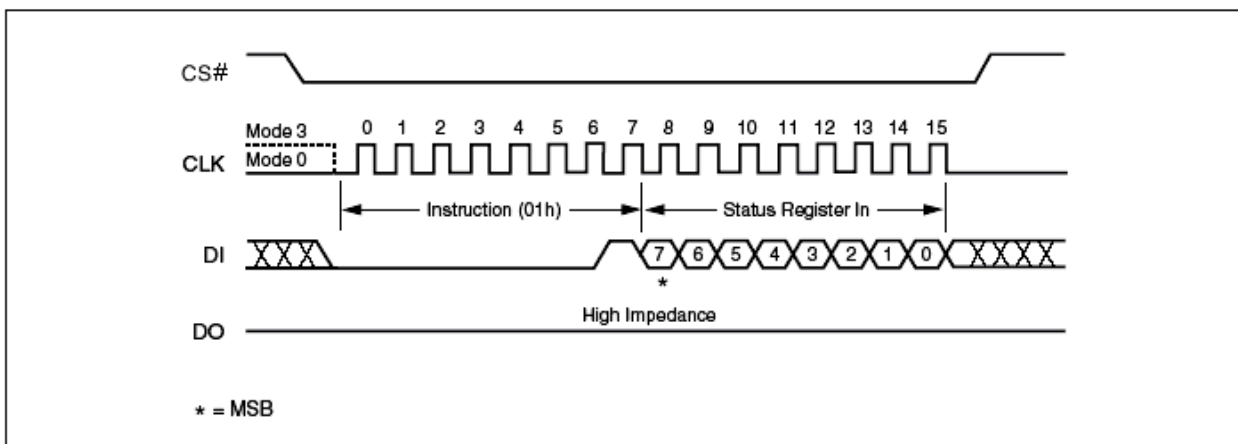 CS#
Mode 3 0 1 2 3 4 5 6 7 8 9 10 11 12 13 14 15
CLK Mode 0
Instruction (01h) Status Register In
DI 7 6 5 4 3 2 1 0
*
High Impedance
DO
* = MSB